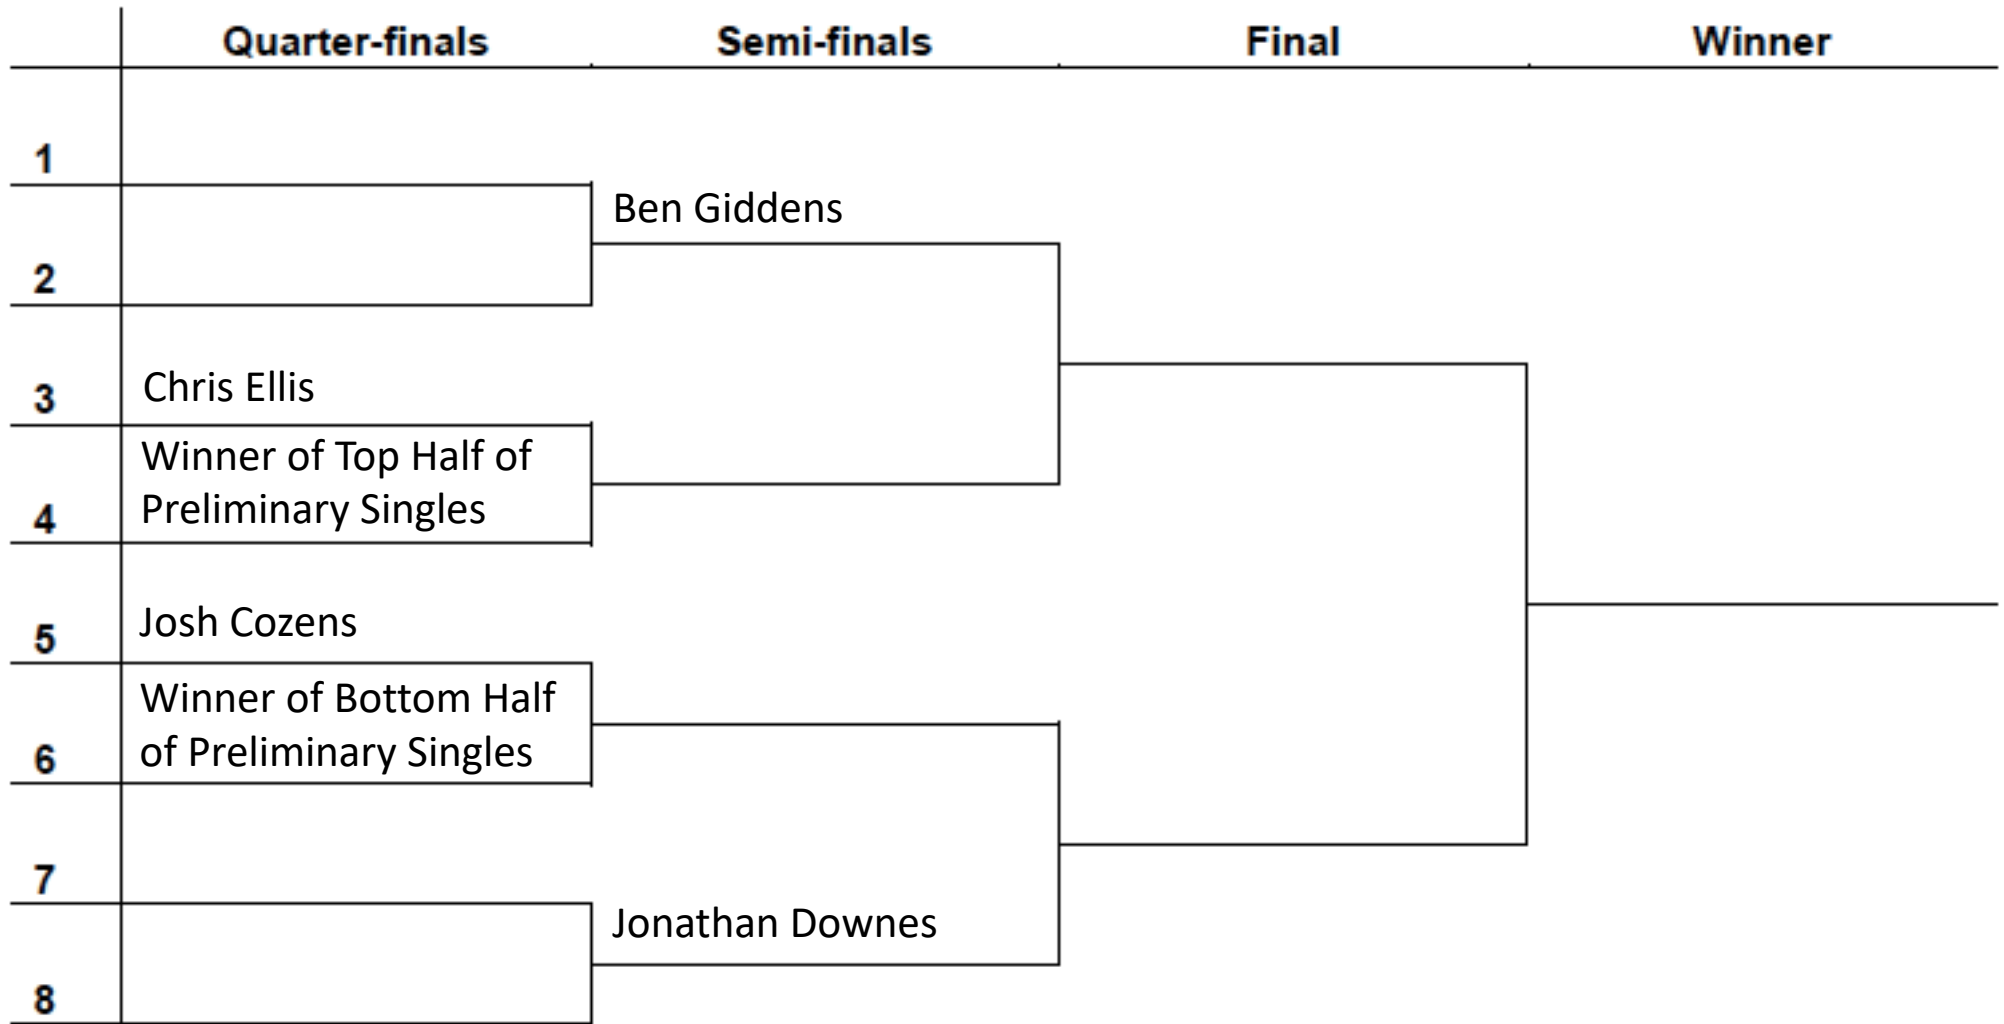 Quarter-finals Semi-finals Final Winner
1
Ben Giddens
2
3 Chris Ellis
Winner of Top Half of
4 Preliminary Singles
5 Josh Cozens
Winner of Bottom Half
6 of Preliminary Singles
7
Jonathan Downes
8